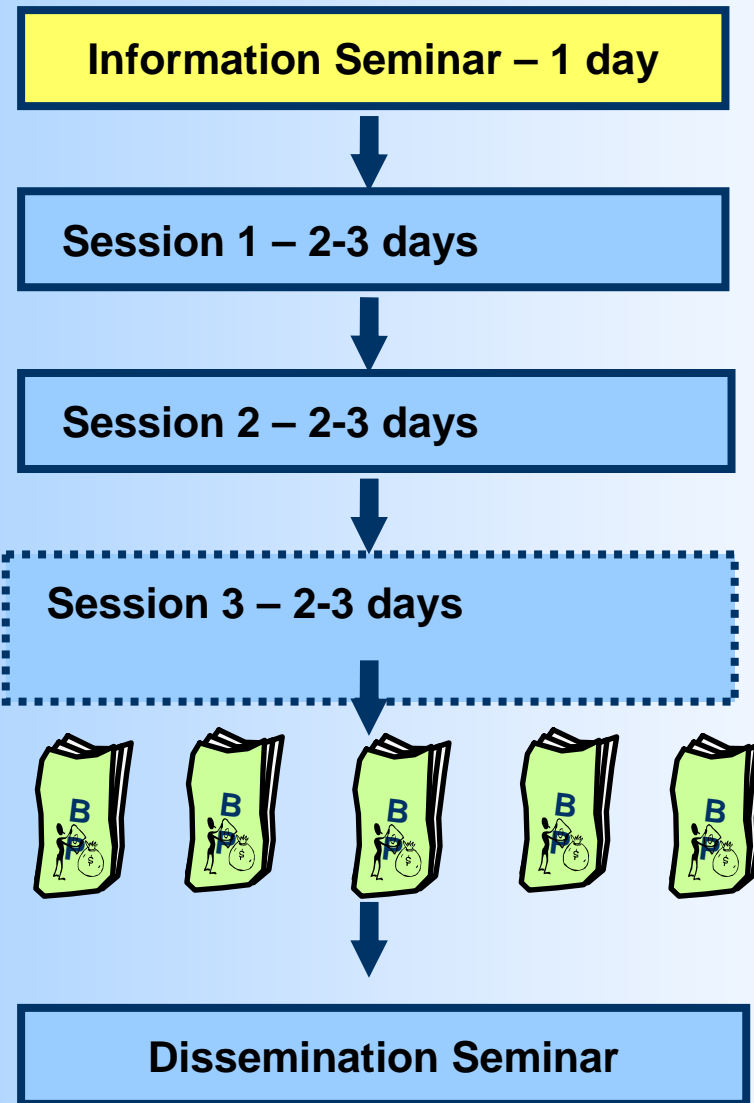 Information Seminar – 1 day
Session 1 – 2-3 days
Session 2 – 2-3 days
Session 3 – 2-3 days
B B B B B
P P P P P
$ $ $ $ $
Dissemination Seminar